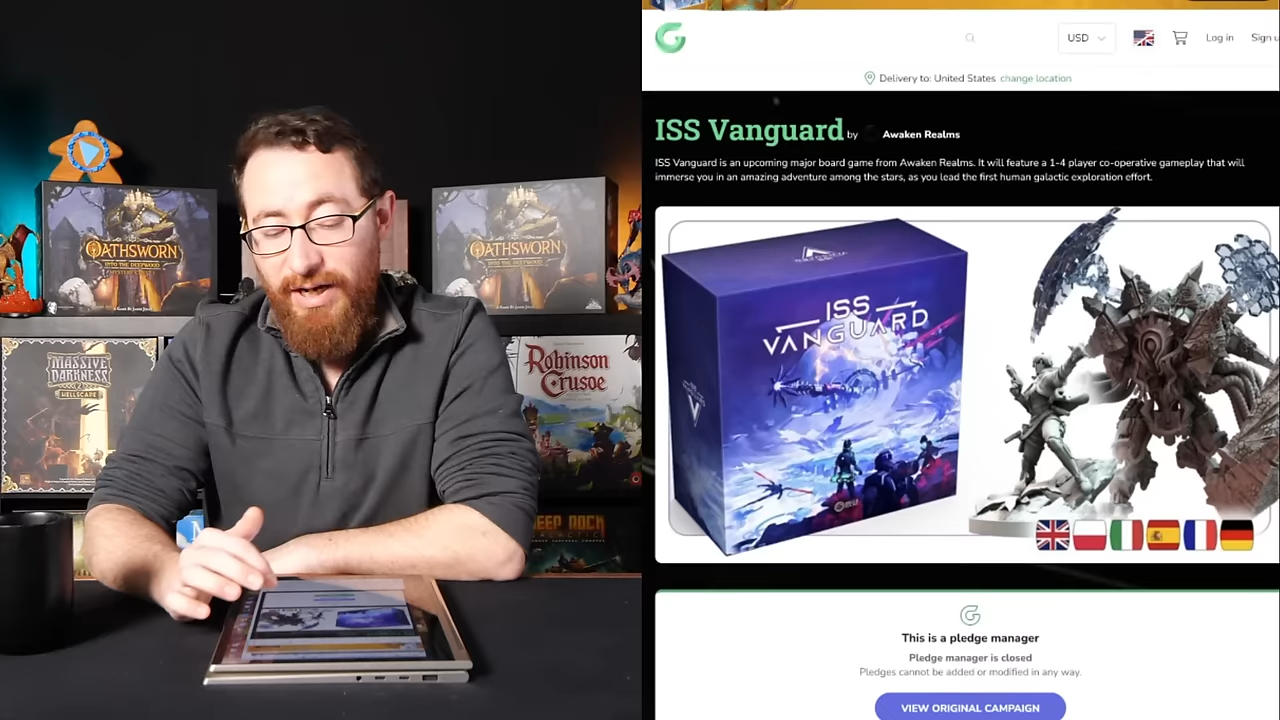 OATHSWORN
INTO THE DEEPWOOD
OATHSWORN
INTO THE DEEPWOOD
MASSIVE
DARKNESS
HELLSCAPE
Robinson
Crusoe
DEEP ROCK
GALACTIC
USD
Log in
Sign u
Delivery to: United States change location
ISS Vanguard by Awaken Realms
ISS Vanguard is an upcoming major board game from Awaken Realms. It will feature a 1-4 player co-operative gameplay that will
immerse you in an amazing adventure among the stars, as you lead the first human galactic exploration effort.
ISS
VANGUARD
This is a pledge manager
Pledge manager is closed
Pledges cannot be added or modified in any way.
VIEW ORIGINAL CAMPAIGN